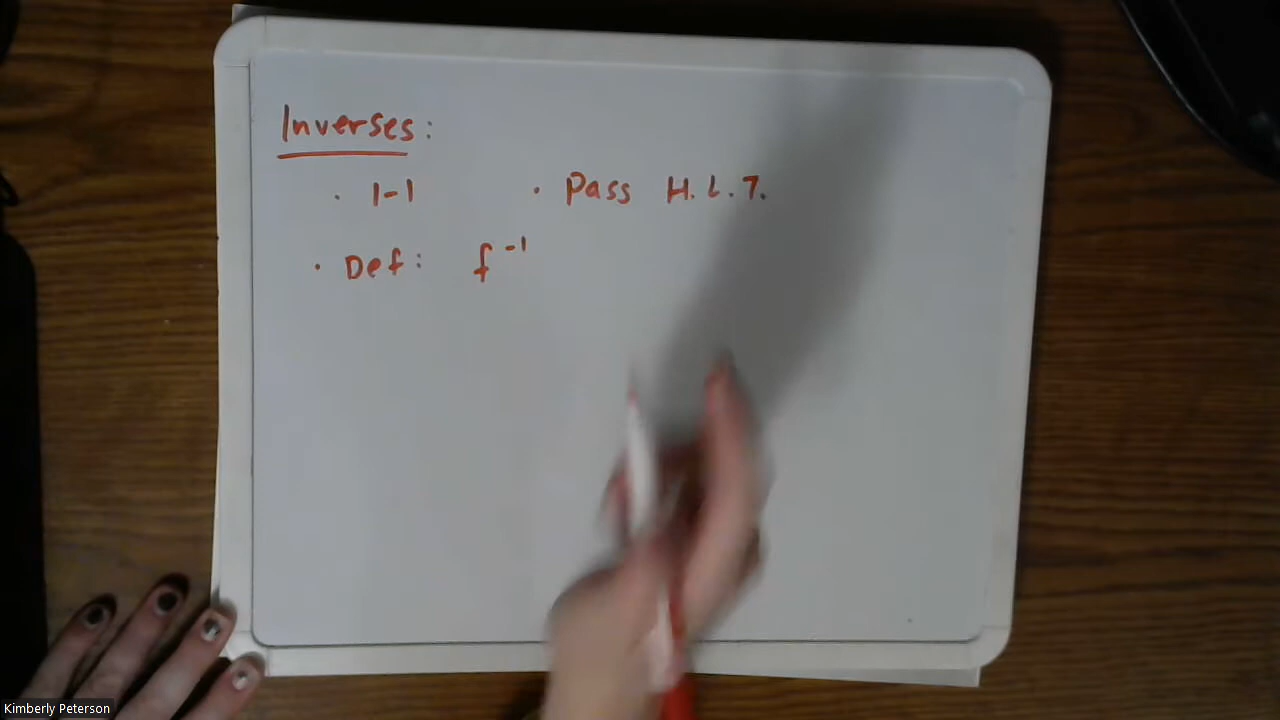 Inverses:
· 1-1 · Pass H.L.T.
· Def: f⁻¹
Kimberly Peterson